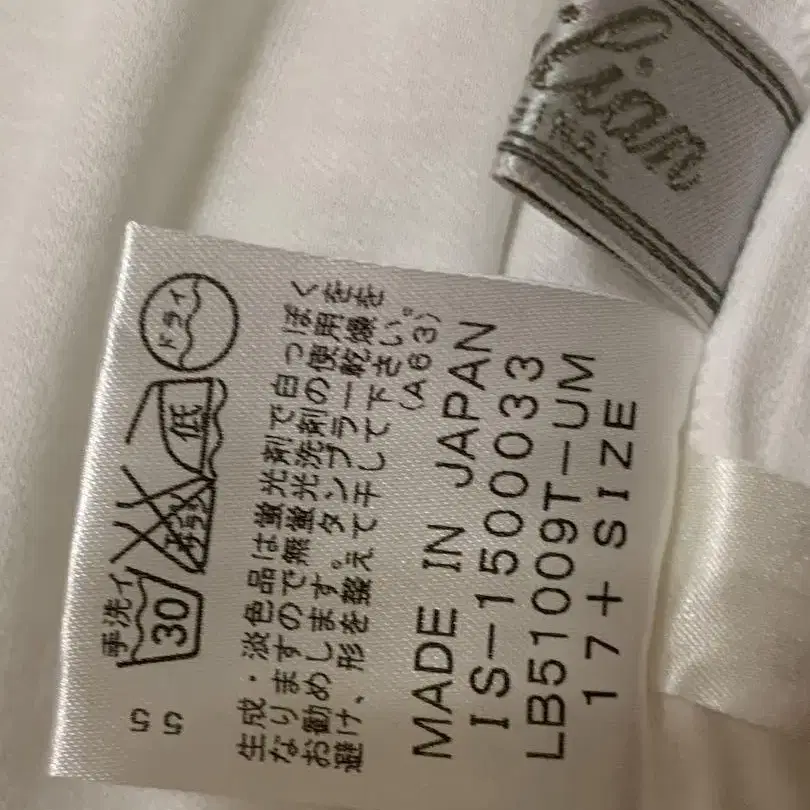 手洗イ
30
低
ドライ
55
生成・淡色品は蛍光剤で白っぽく
なりますので無蛍光洗剤の使用を
お勧めします。タンブラー乾燥を
避け、形を整えて干して下さい。
(A63)
MADE IN JAPAN
IS-1500033
LB51009T-UM
17+SIZE
lian